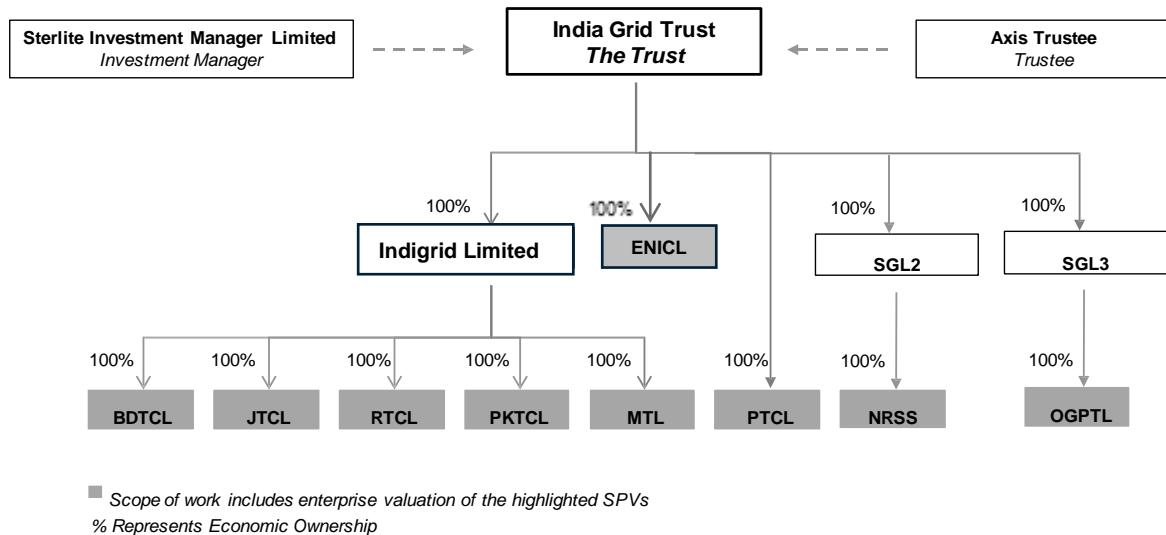 Sterlite Investment Manager Limited
Investment Manager
India Grid Trust
The Trust
Axis Trustee
Trustee
100%
100%
100%
100%
Indigrid Limited
ENICL
SGL2
SGL3
100%
100%
100%
100%
100%
100%
100%
100%
BDTCL
JTCL
RTCL
PKTCL
MTL
PTCL
NRSS
OGPTL
Scope of work includes enterprise valuation of the highlighted SPVs
% Represents Economic Ownership